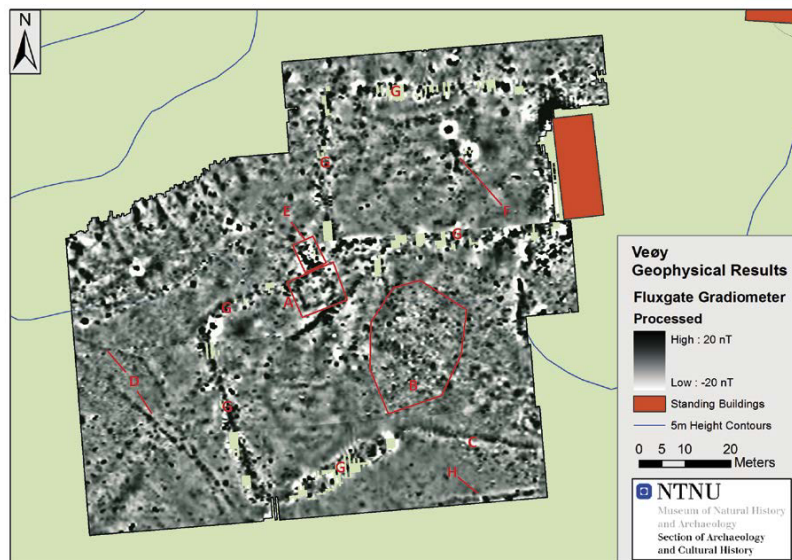 N
G
G
E
F
G
A
G
B
D
G
C
G
H
Veøy
Geophysical Results
Fluxgate Gradiometer
Processed
High : 20 nT
Low : -20 nT
Standing Buildings
5m Height Contours
0 5 10 20
Meters
NTNU
Museum of Natural History
and Archaeology
Section of Archaeology
and Cultural History